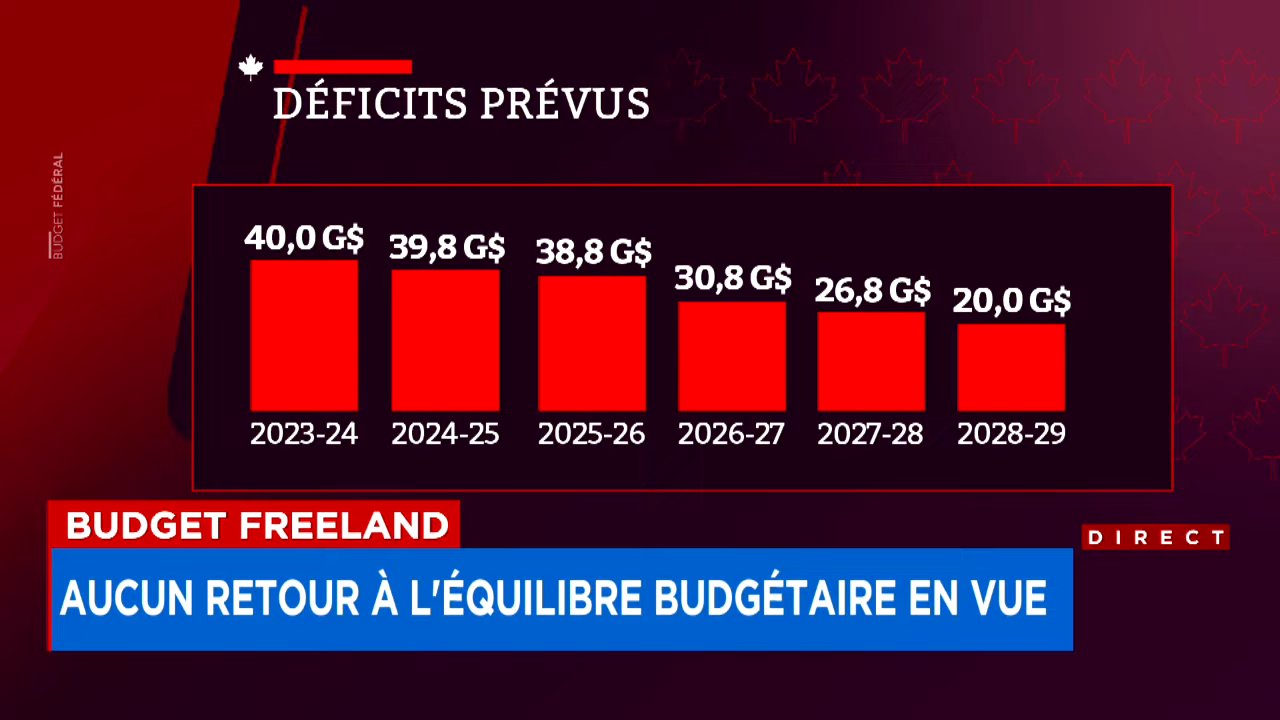 DÉFICITS PRÉVUS
BUDGET FÉDÉRAL
40,0 G$ 39,8 G$ 38,8 G$ 30,8 G$ 26,8 G$ 20,0 G$
2023-24 2024-25 2025-26 2026-27 2027-28 2028-29
BUDGET FREELAND
DIRECT
AUCUN RETOUR À L'ÉQUILIBRE BUDGÉTAIRE EN VUE